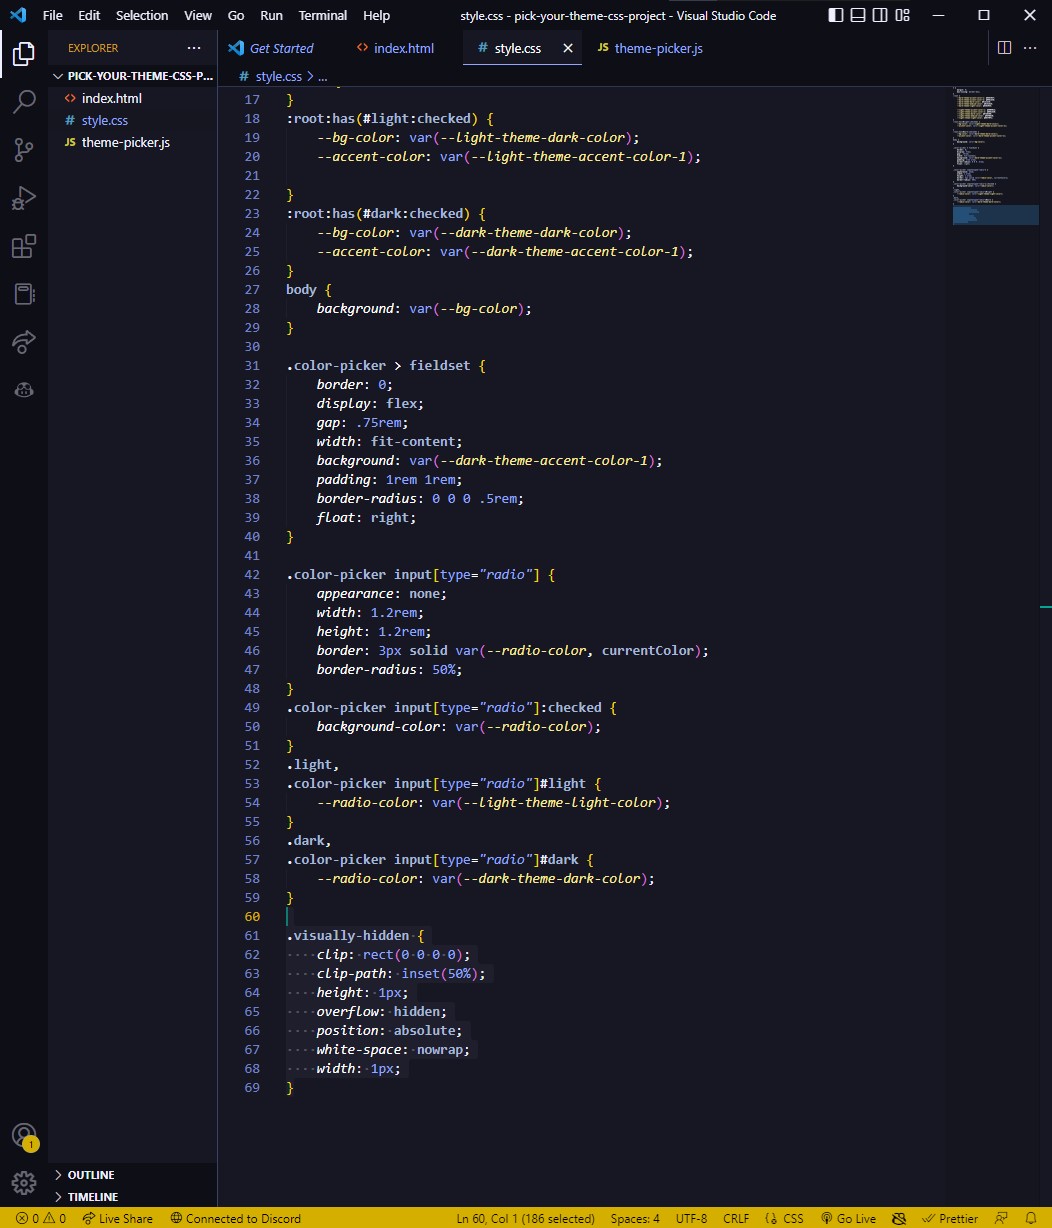 File Edit Selection View Go Run Terminal Help style.css - pick-your-theme-css-project - Visual Studio Code
EXPLORER
PICK-YOUR-THEME-CSS-P...
<> index.html
# style.css
JS theme-picker.js
Get Started <> index.html # style.css JS theme-picker.js
# style.css > ...
17 }
18 :root:has(#light:checked) {
19 --bg-color: var(--light-theme-dark-color);
20 --accent-color: var(--light-theme-accent-color-1);
21
22 }
23 :root:has(#dark:checked) {
24 --bg-color: var(--dark-theme-dark-color);
25 --accent-color: var(--dark-theme-accent-color-1);
26 }
27 body {
28 background: var(--bg-color);
29 }
30
31 .color-picker > fieldset {
32 border: 0;
33 display: flex;
34 gap: .75rem;
35 width: fit-content;
36 background: var(--dark-theme-accent-color-1);
37 padding: 1rem 1rem;
38 border-radius: 0 0 0 .5rem;
39 float: right;
40 }
41
42 .color-picker input[type="radio"] {
43 appearance: none;
44 width: 1.2rem;
45 height: 1.2rem;
46 border: 3px solid var(--radio-color, currentColor);
47 border-radius: 50%;
48 }
49 .color-picker input[type="radio"]:checked {
50 background-color: var(--radio-color);
51 }
52 .light,
53 .color-picker input[type="radio"]#light {
54 --radio-color: var(--light-theme-light-color);
55 }
56 .dark,
57 .color-picker input[type="radio"]#dark {
58 --radio-color: var(--dark-theme-dark-color);
59 }
60
61 .visually-hidden {
62 clip: rect(0 0 0 0);
63 clip-path: inset(50%);
64 height: 1px;
65 overflow: hidden;
66 position: absolute;
67 white-space: nowrap;
68 width: 1px;
69 }
1
OUTLINE
TIMELINE
0 0 Live Share Connected to Discord Ln 60, Col 1 (186 selected) Spaces: 4 UTF-8 CRLF CSS Go Live Prettier